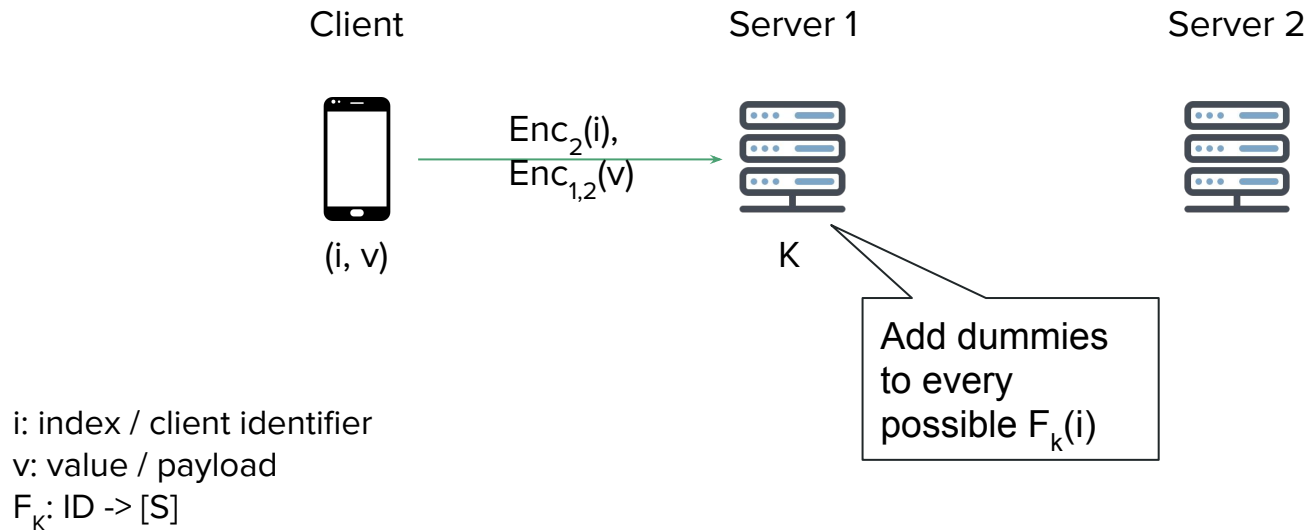 Client
Server 1
Server 2
Enc₂(i),
Enc₁,₂(v)
(i, v)
K
Add dummies
to every
possible Fₖ(i)
i: index / client identifier
v: value / payload
F_K: ID -> [S]